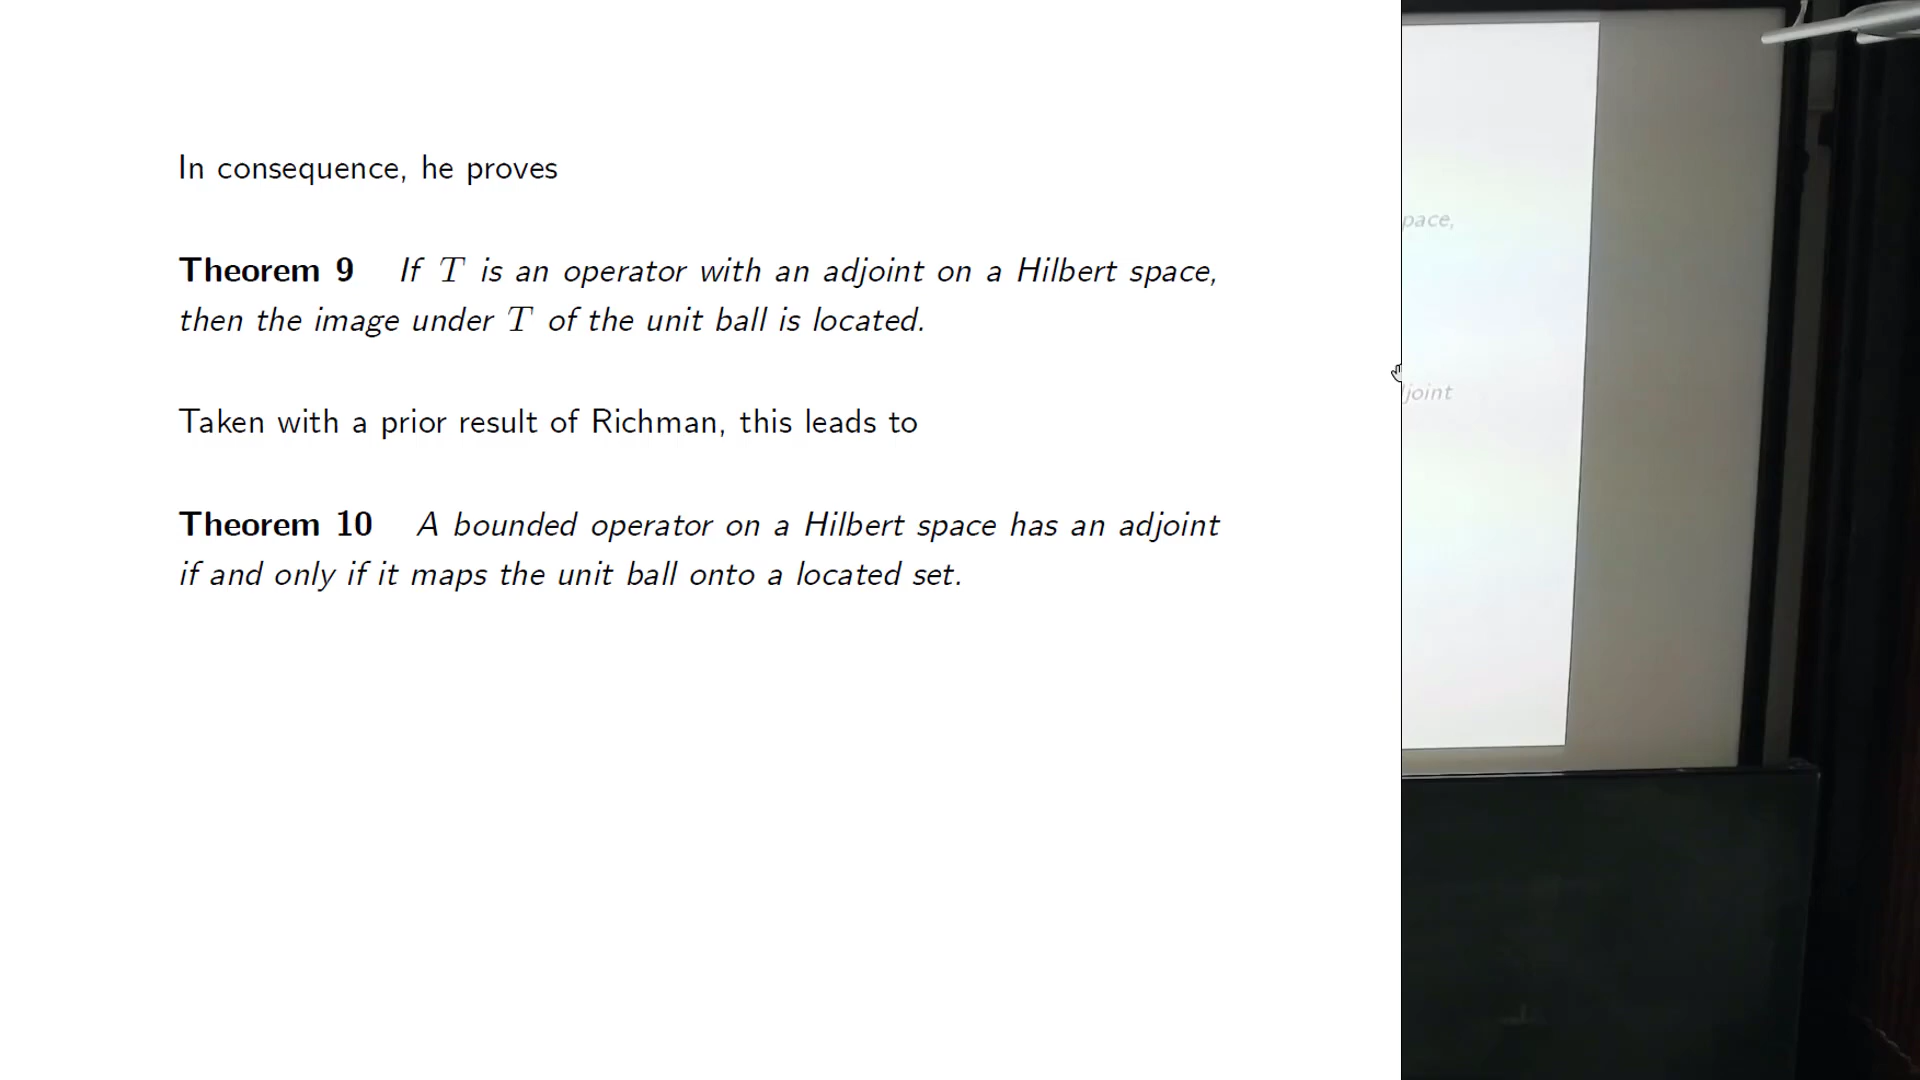 In consequence, he proves
Theorem 9 If T is an operator with an adjoint on a Hilbert space,
then the image under T of the unit ball is located.
Taken with a prior result of Richman, this leads to
Theorem 10 A bounded operator on a Hilbert space has an adjoint
if and only if it maps the unit ball onto a located set.
pace,
joint